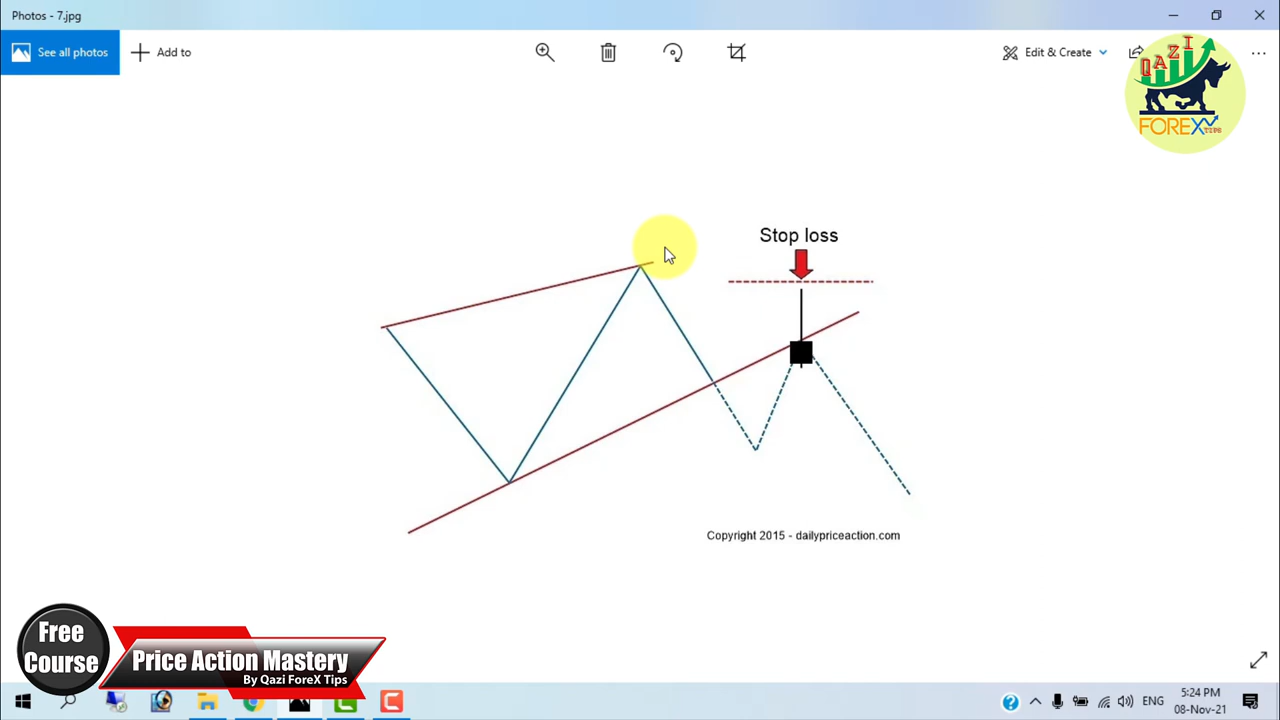 Photos - 7.jpg
See all photos
Add to
Edit & Create
QAZI
FOREX
TIPS
Stop loss
Copyright 2015 - dailypriceaction.com
Free
Course
Price Action Mastery
By Qazi ForeX Tips
ENG
5:24 PM
08-Nov-21